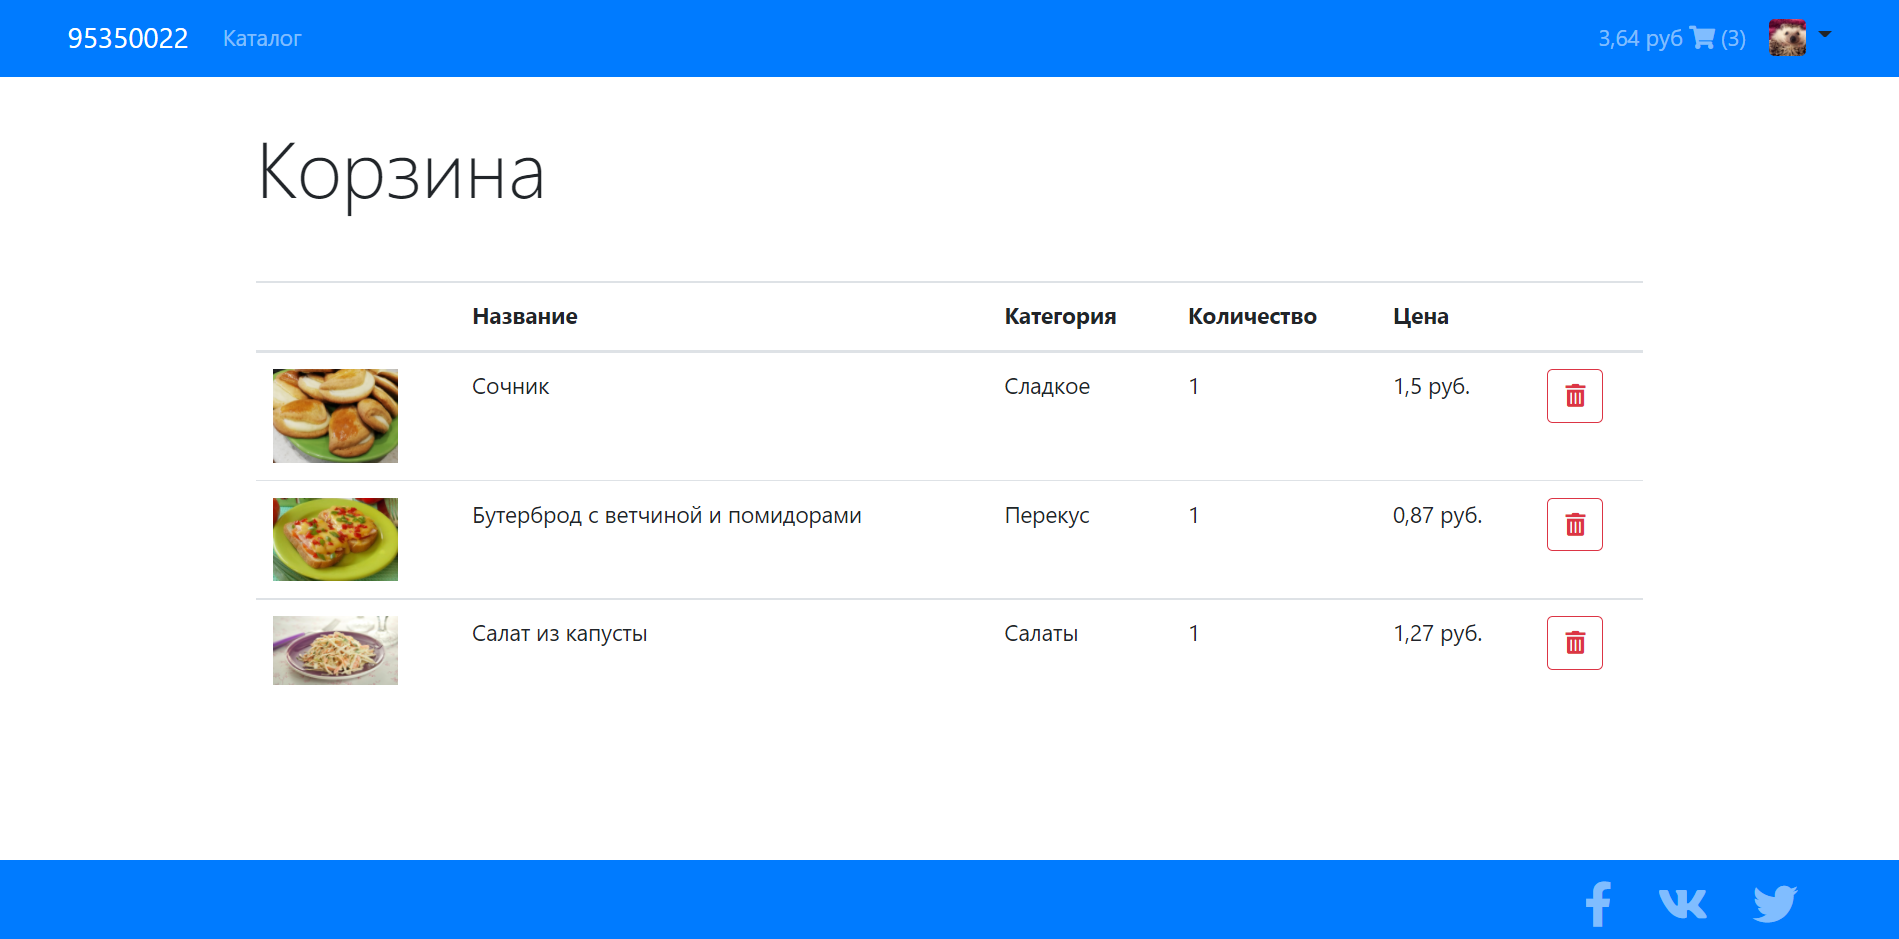 95350022 Каталог 3,64 руб (3)
Корзина
Название Категория Количество Цена
Сочник Сладкое 1 1,5 руб.
Бутерброд с ветчиной и помидорами Перекус 1 0,87 руб.
Салат из капусты Салаты 1 1,27 руб.